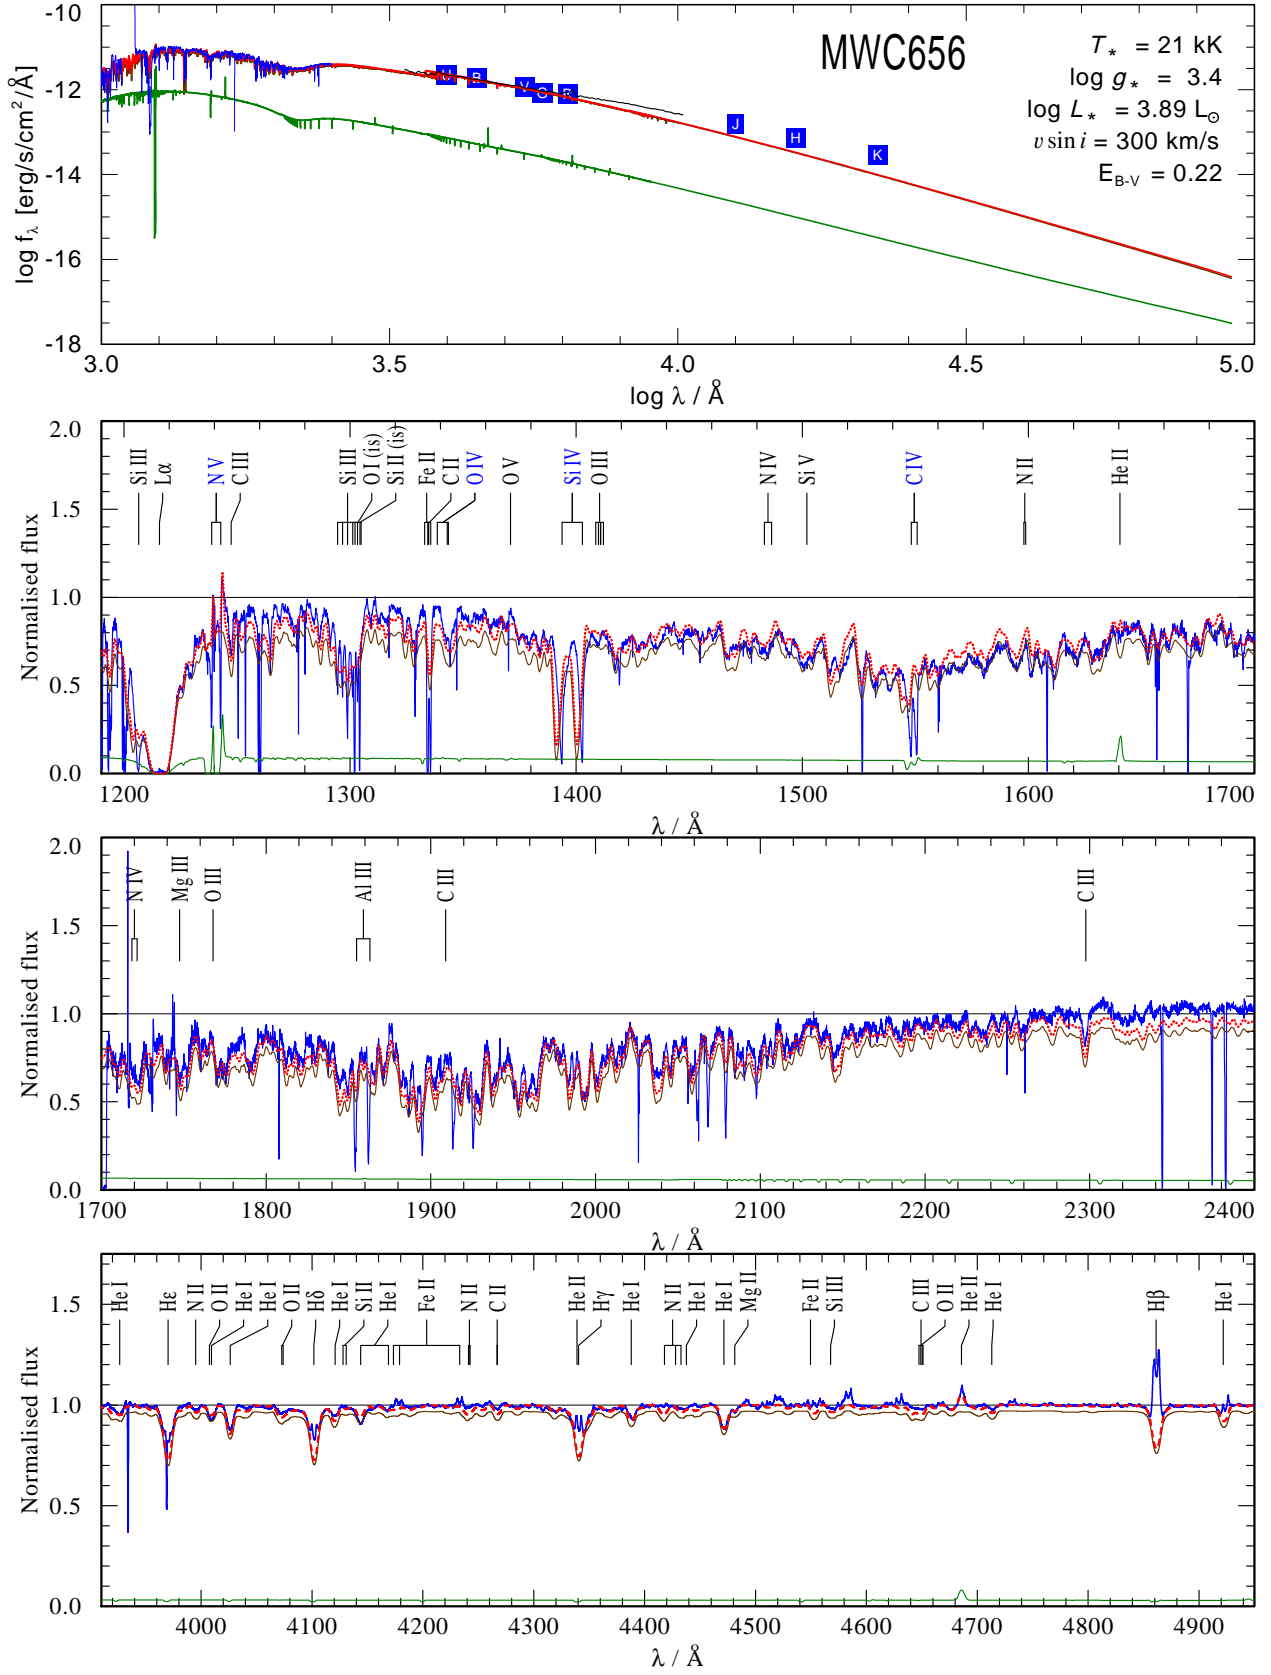 -10
-12
-14
-16
-18
log f_λ [erg/s/cm² /Å]
MWC656
T_* = 21 kK
log g_* = 3.4
log L_* = 3.89 L_⊙
v sin i = 300 km/s
E_B-V = 0.22
U B V G R J H K
3.0 3.5 4.0 4.5 5.0
log λ / Å
2.0
1.5
1.0
0.5
0.0
Normalised flux
Si III Lα N V C III Si III O I (is) Si II (is) Fe II C II O IV O V Si IV O III N IV Si V C IV N II He II
1200 1300 1400 1500 1600 1700
λ / Å
2.0
1.5
1.0
0.5
0.0
Normalised flux
N IV Mg III O III Al III C III C III
1700 1800 1900 2000 2100 2200 2300 2400
λ / Å
1.5
1.0
0.5
0.0
Normalised flux
He I Hε N II O II He I He I O II Hδ He I Si II He I Fe II N II C II He II Hγ He I N II He I He I Mg II Fe II Si III C III O II He II He I Hβ He I
4000 4100 4200 4300 4400 4500 4600 4700 4800 4900
λ / Å